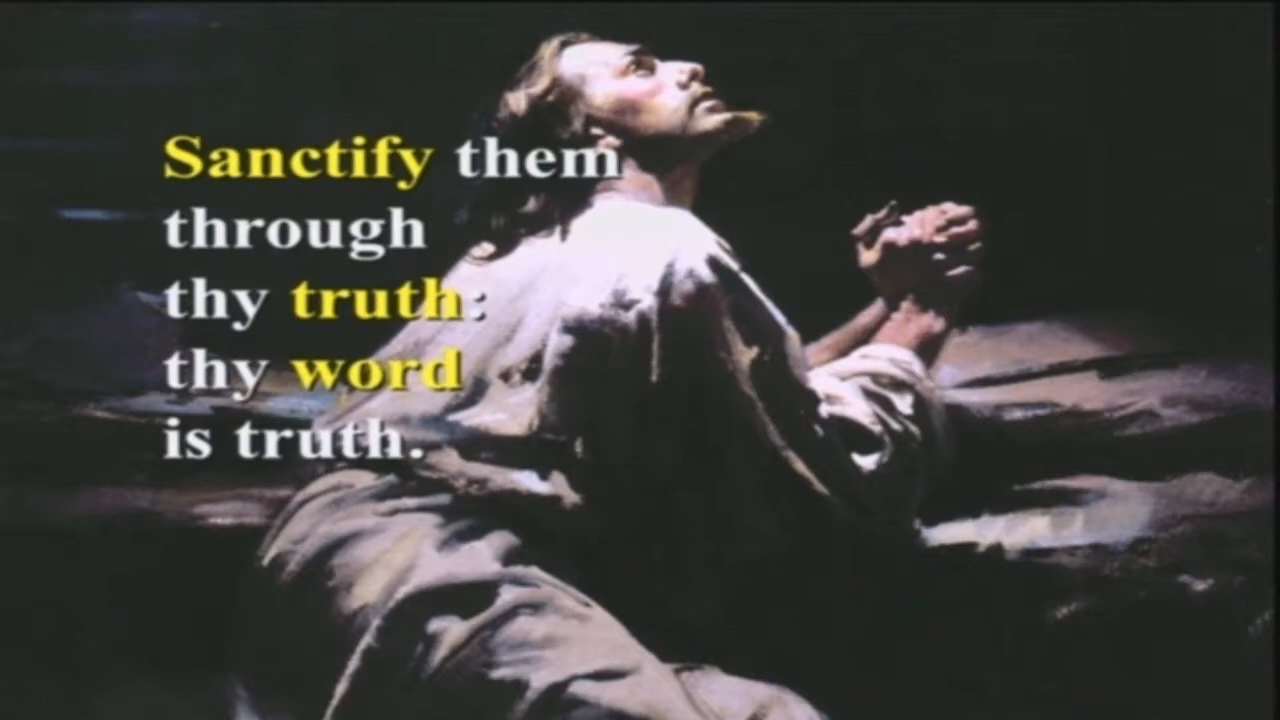 Sanctify them
through
thy truth:
thy word
is truth.